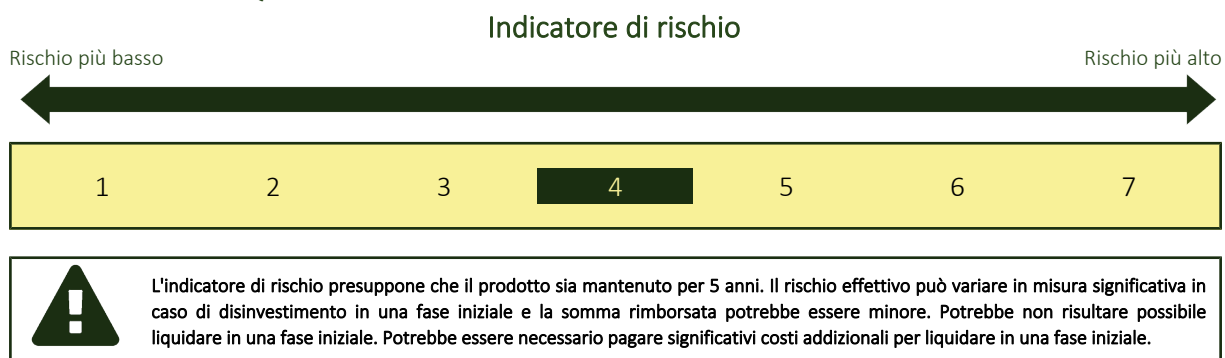 Indicatore di rischio
Rischio più basso
Rischio più alto
1 2 3 4 5 6 7
L'indicatore di rischio presuppone che il prodotto sia mantenuto per 5 anni. Il rischio effettivo può variare in misura significativa in
caso di disinvestimento in una fase iniziale e la somma rimborsata potrebbe essere minore. Potrebbe non risultare possibile
liquidare in una fase iniziale. Potrebbe essere necessario pagare significativi costi addizionali per liquidare in una fase iniziale.